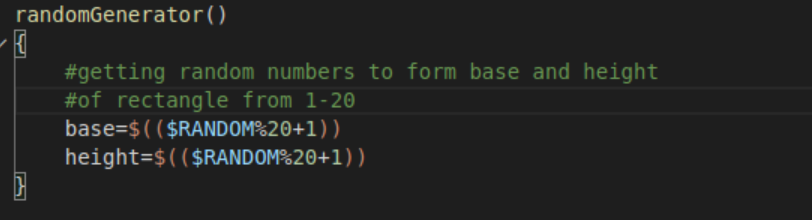 randomGenerator()
{
    #getting random numbers to form base and height
    #of rectangle from 1-20
    base=$(($RANDOM%20+1))
    height=$(($RANDOM%20+1))
}